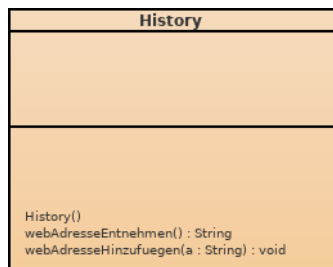 History
History()
webAdresseEntnehmen() : String
webAdresseHinzufuegen(a : String) : void